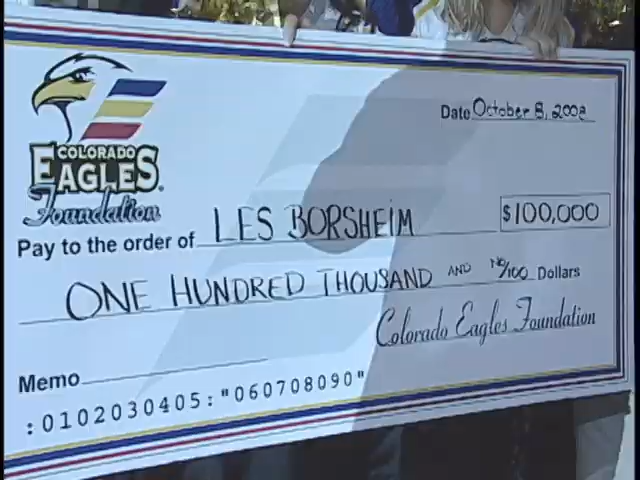 Date October 8, 2002
COLORADO
EAGLES
Foundation
Pay to the order of LES BORSHEIM $100,000
ONE HUNDRED THOUSAND AND NO/100 Dollars
Colorado Eagles Foundation
Memo
:0102030405:"060708090"